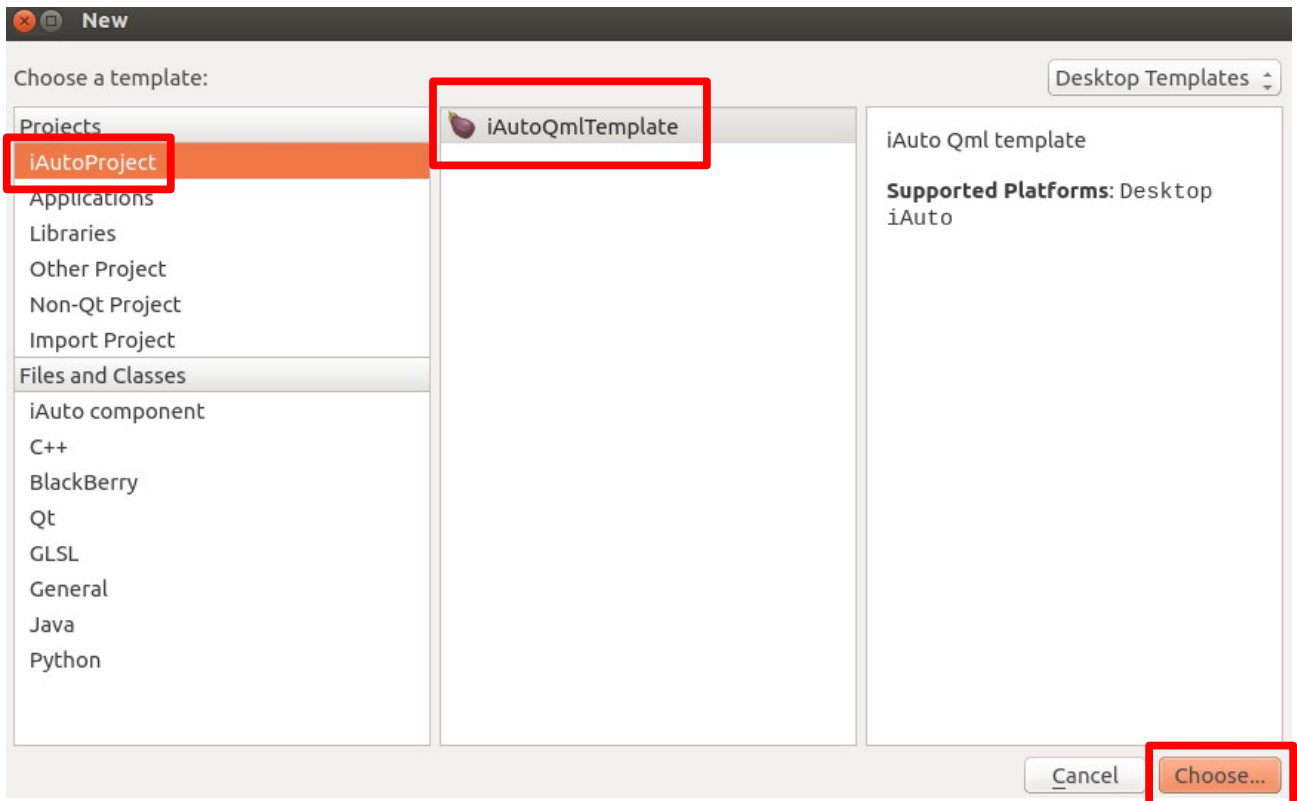 New
Choose a template:
Desktop Templates
Projects
iAutoProject
Applications
Libraries
Other Project
Non-Qt Project
Import Project
Files and Classes
iAuto component
C++
BlackBerry
Qt
GLSL
General
Java
Python
iAutoQmlTemplate
iAuto Qml template
Supported Platforms: Desktop
iAuto
Cancel
Choose...